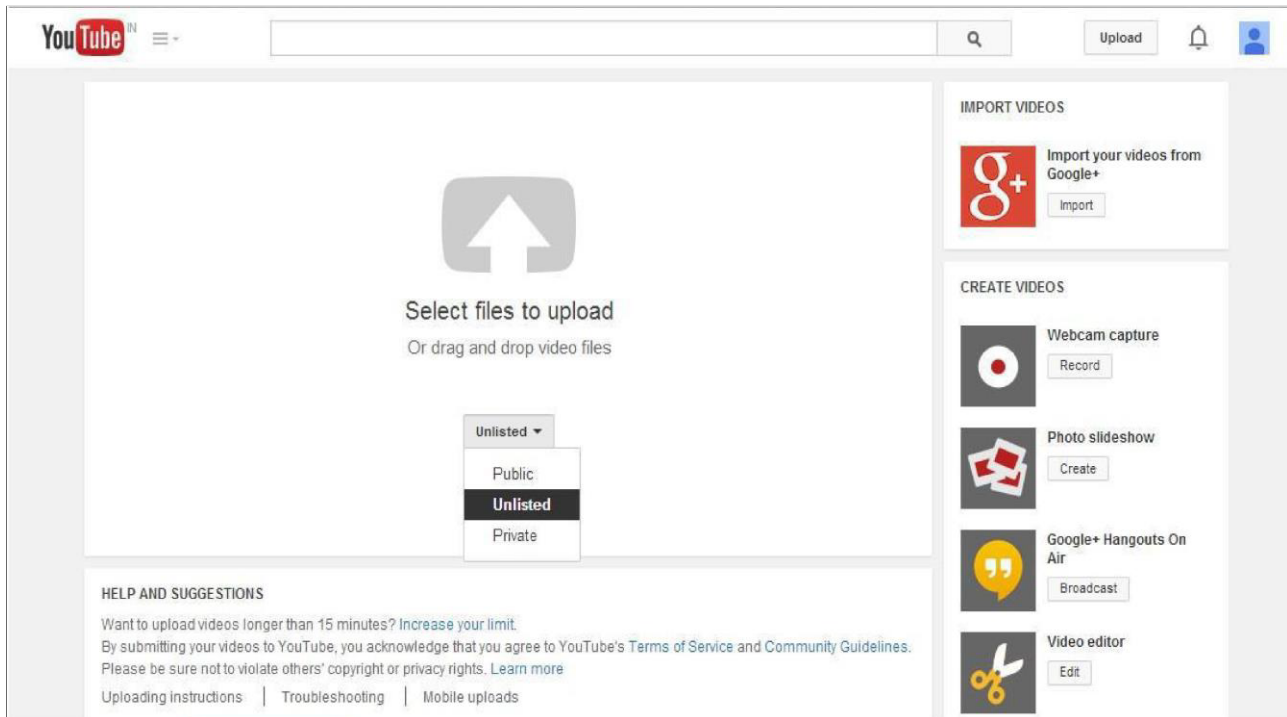 YouTube IN
Upload
Select files to upload
Or drag and drop video files
Unlisted
Public
Unlisted
Private
HELP AND SUGGESTIONS
Want to upload videos longer than 15 minutes? Increase your limit.
By submitting your videos to YouTube, you acknowledge that you agree to YouTube's Terms of Service and Community Guidelines.
Please be sure not to violate others' copyright or privacy rights. Learn more
Uploading instructions | Troubleshooting | Mobile uploads
IMPORT VIDEOS
g+
Import your videos from
Google+
Import
CREATE VIDEOS
Webcam capture
Record
Photo slideshow
Create
Google+ Hangouts On
Air
Broadcast
Video editor
Edit